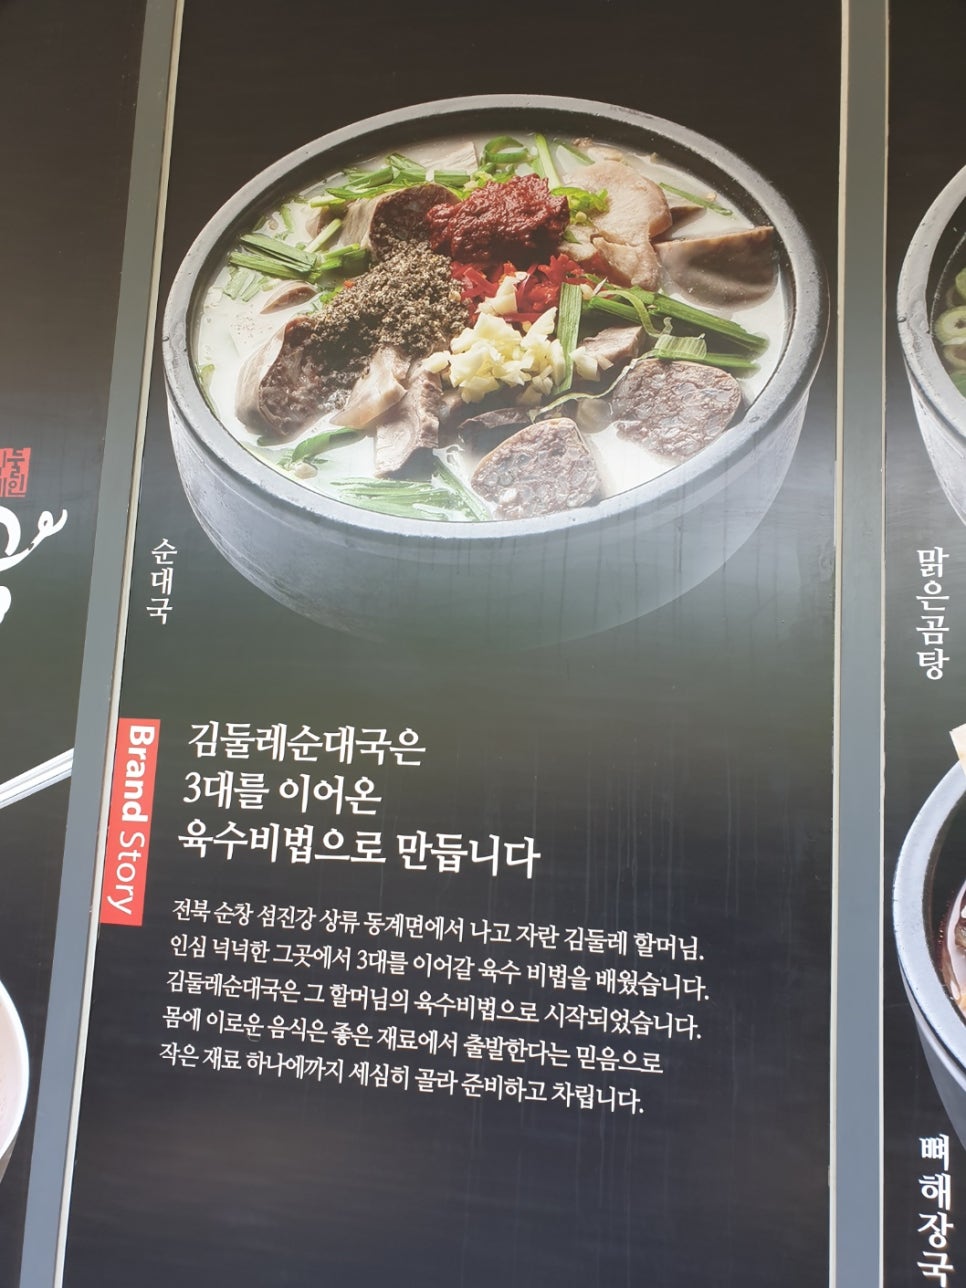 순대국
Brand Story
김둘레순대국은
3대를 이어온
육수비법으로 만듭니다
전북 순창 섬진강 상류 동계면에서 나고 자란 김둘레 할머님.
인심 넉넉한 그곳에서 3대를 이어갈 육수 비법을 배웠습니다.
김둘레순대국은 그 할머님의 육수비법으로 시작되었습니다.
몸에 이로운 음식은 좋은 재료에서 출발한다는 믿음으로
작은 재료 하나에까지 세심히 골라 준비하고 차립니다.
맑은곰탕
뼈해장국